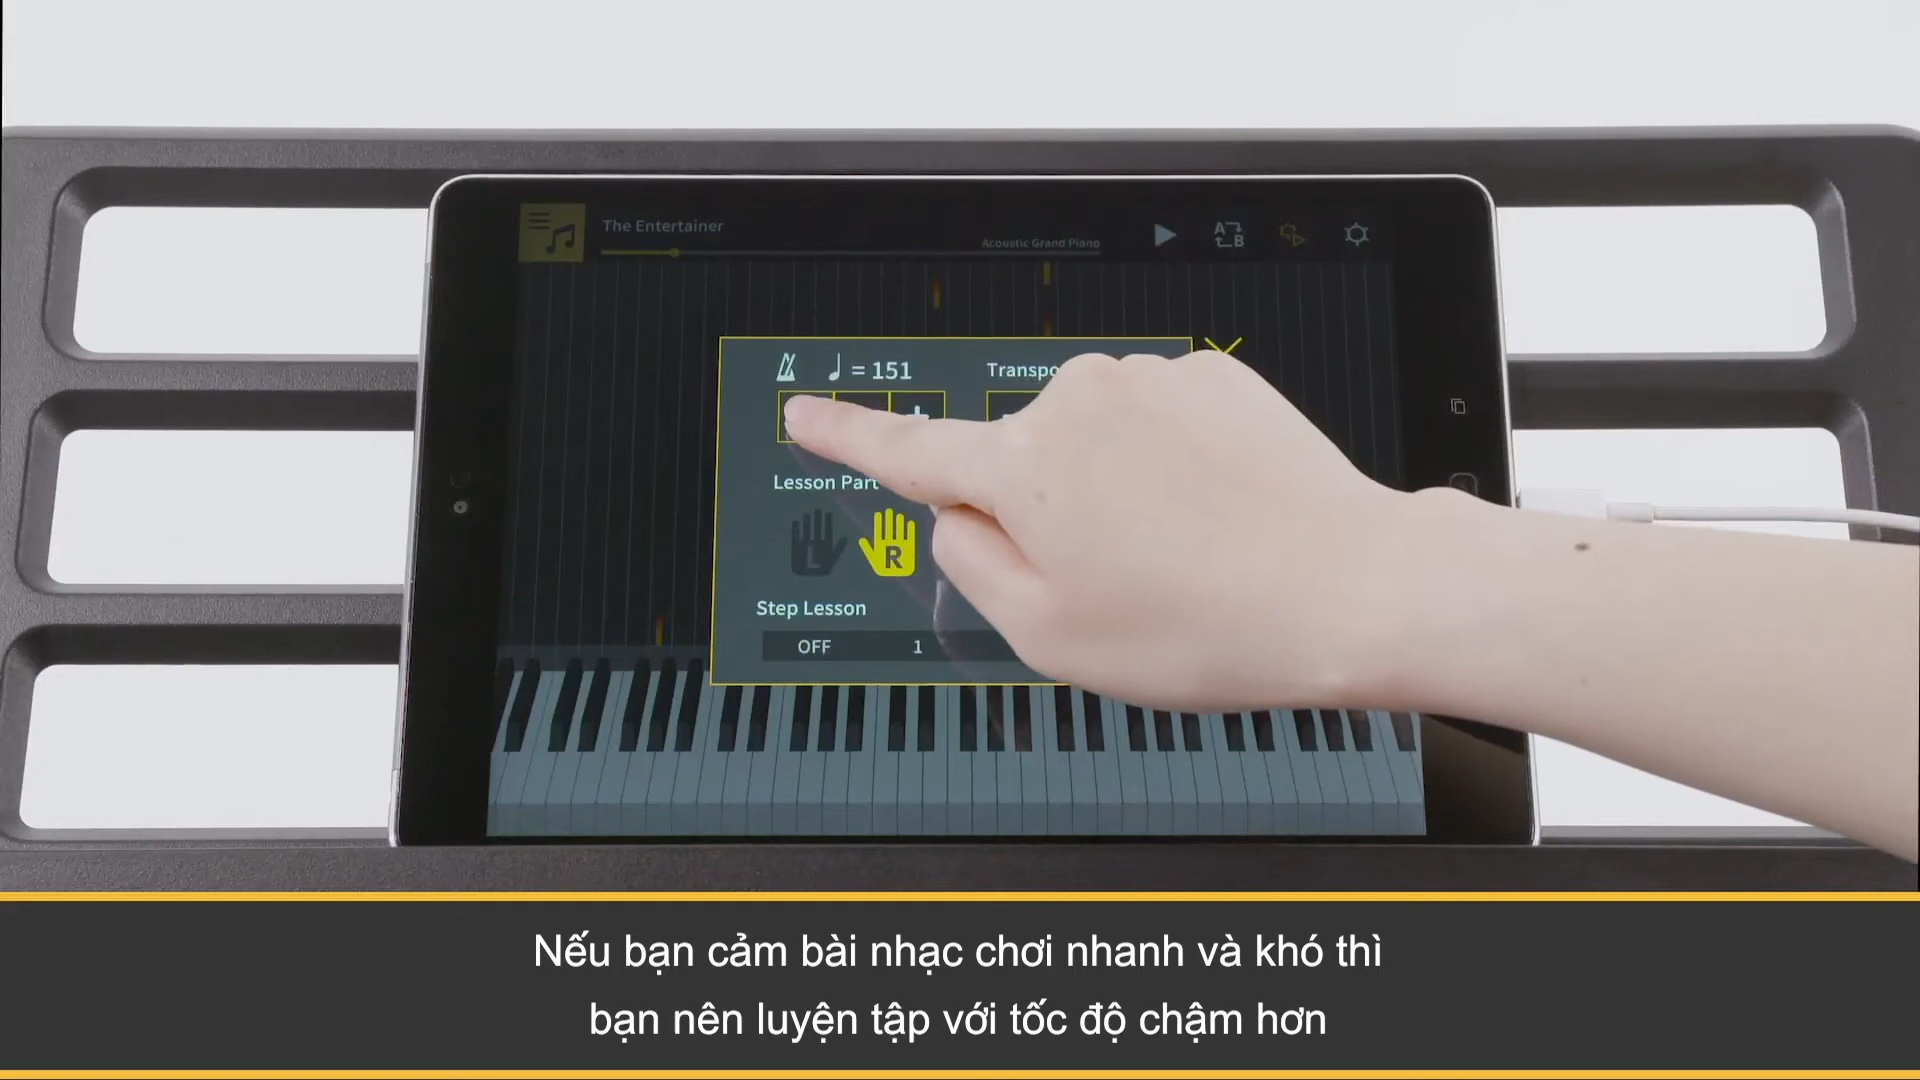 The Entertainer
Acoustic Grand Piano
A B
= 151
+
Lesson Part
L R
Step Lesson
OFF 1
Nếu bạn cảm bài nhạc chơi nhanh và khó thì
bạn nên luyện tập với tốc độ chậm hơn